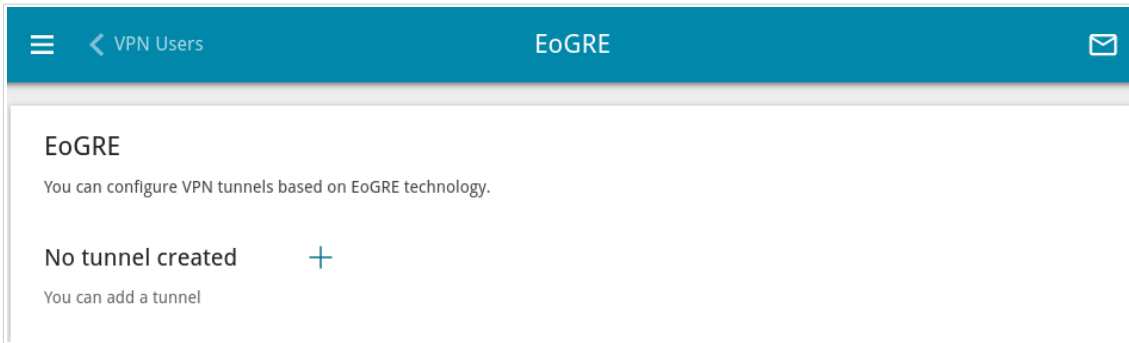 VPN Users
EoGRE
EoGRE
You can configure VPN tunnels based on EoGRE technology.
No tunnel created
You can add a tunnel